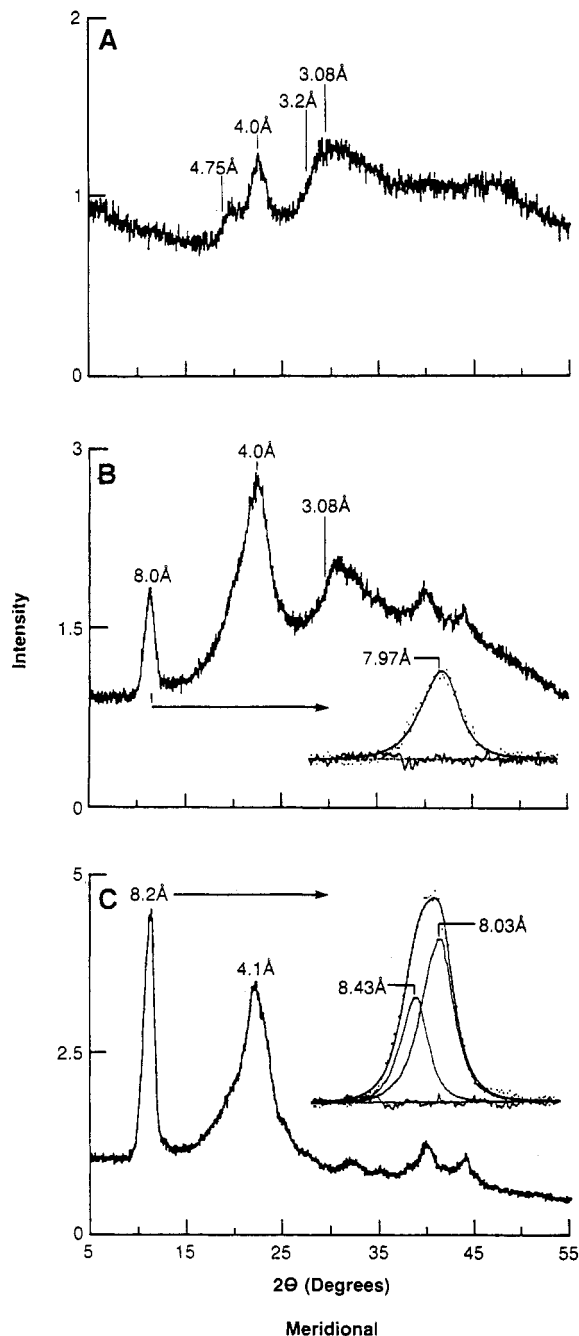 2
A
3.08Å
3.2Å
4.0Å
4.75Å
1
0
3
B
4.0Å
3.08Å
8.0Å
1.5
7.97Å
0
Intensity
5
C
8.2Å
8.03Å
4.1Å
8.43Å
2.5
0
5 15 25 35 45 55
2Θ (Degrees)
Meridional